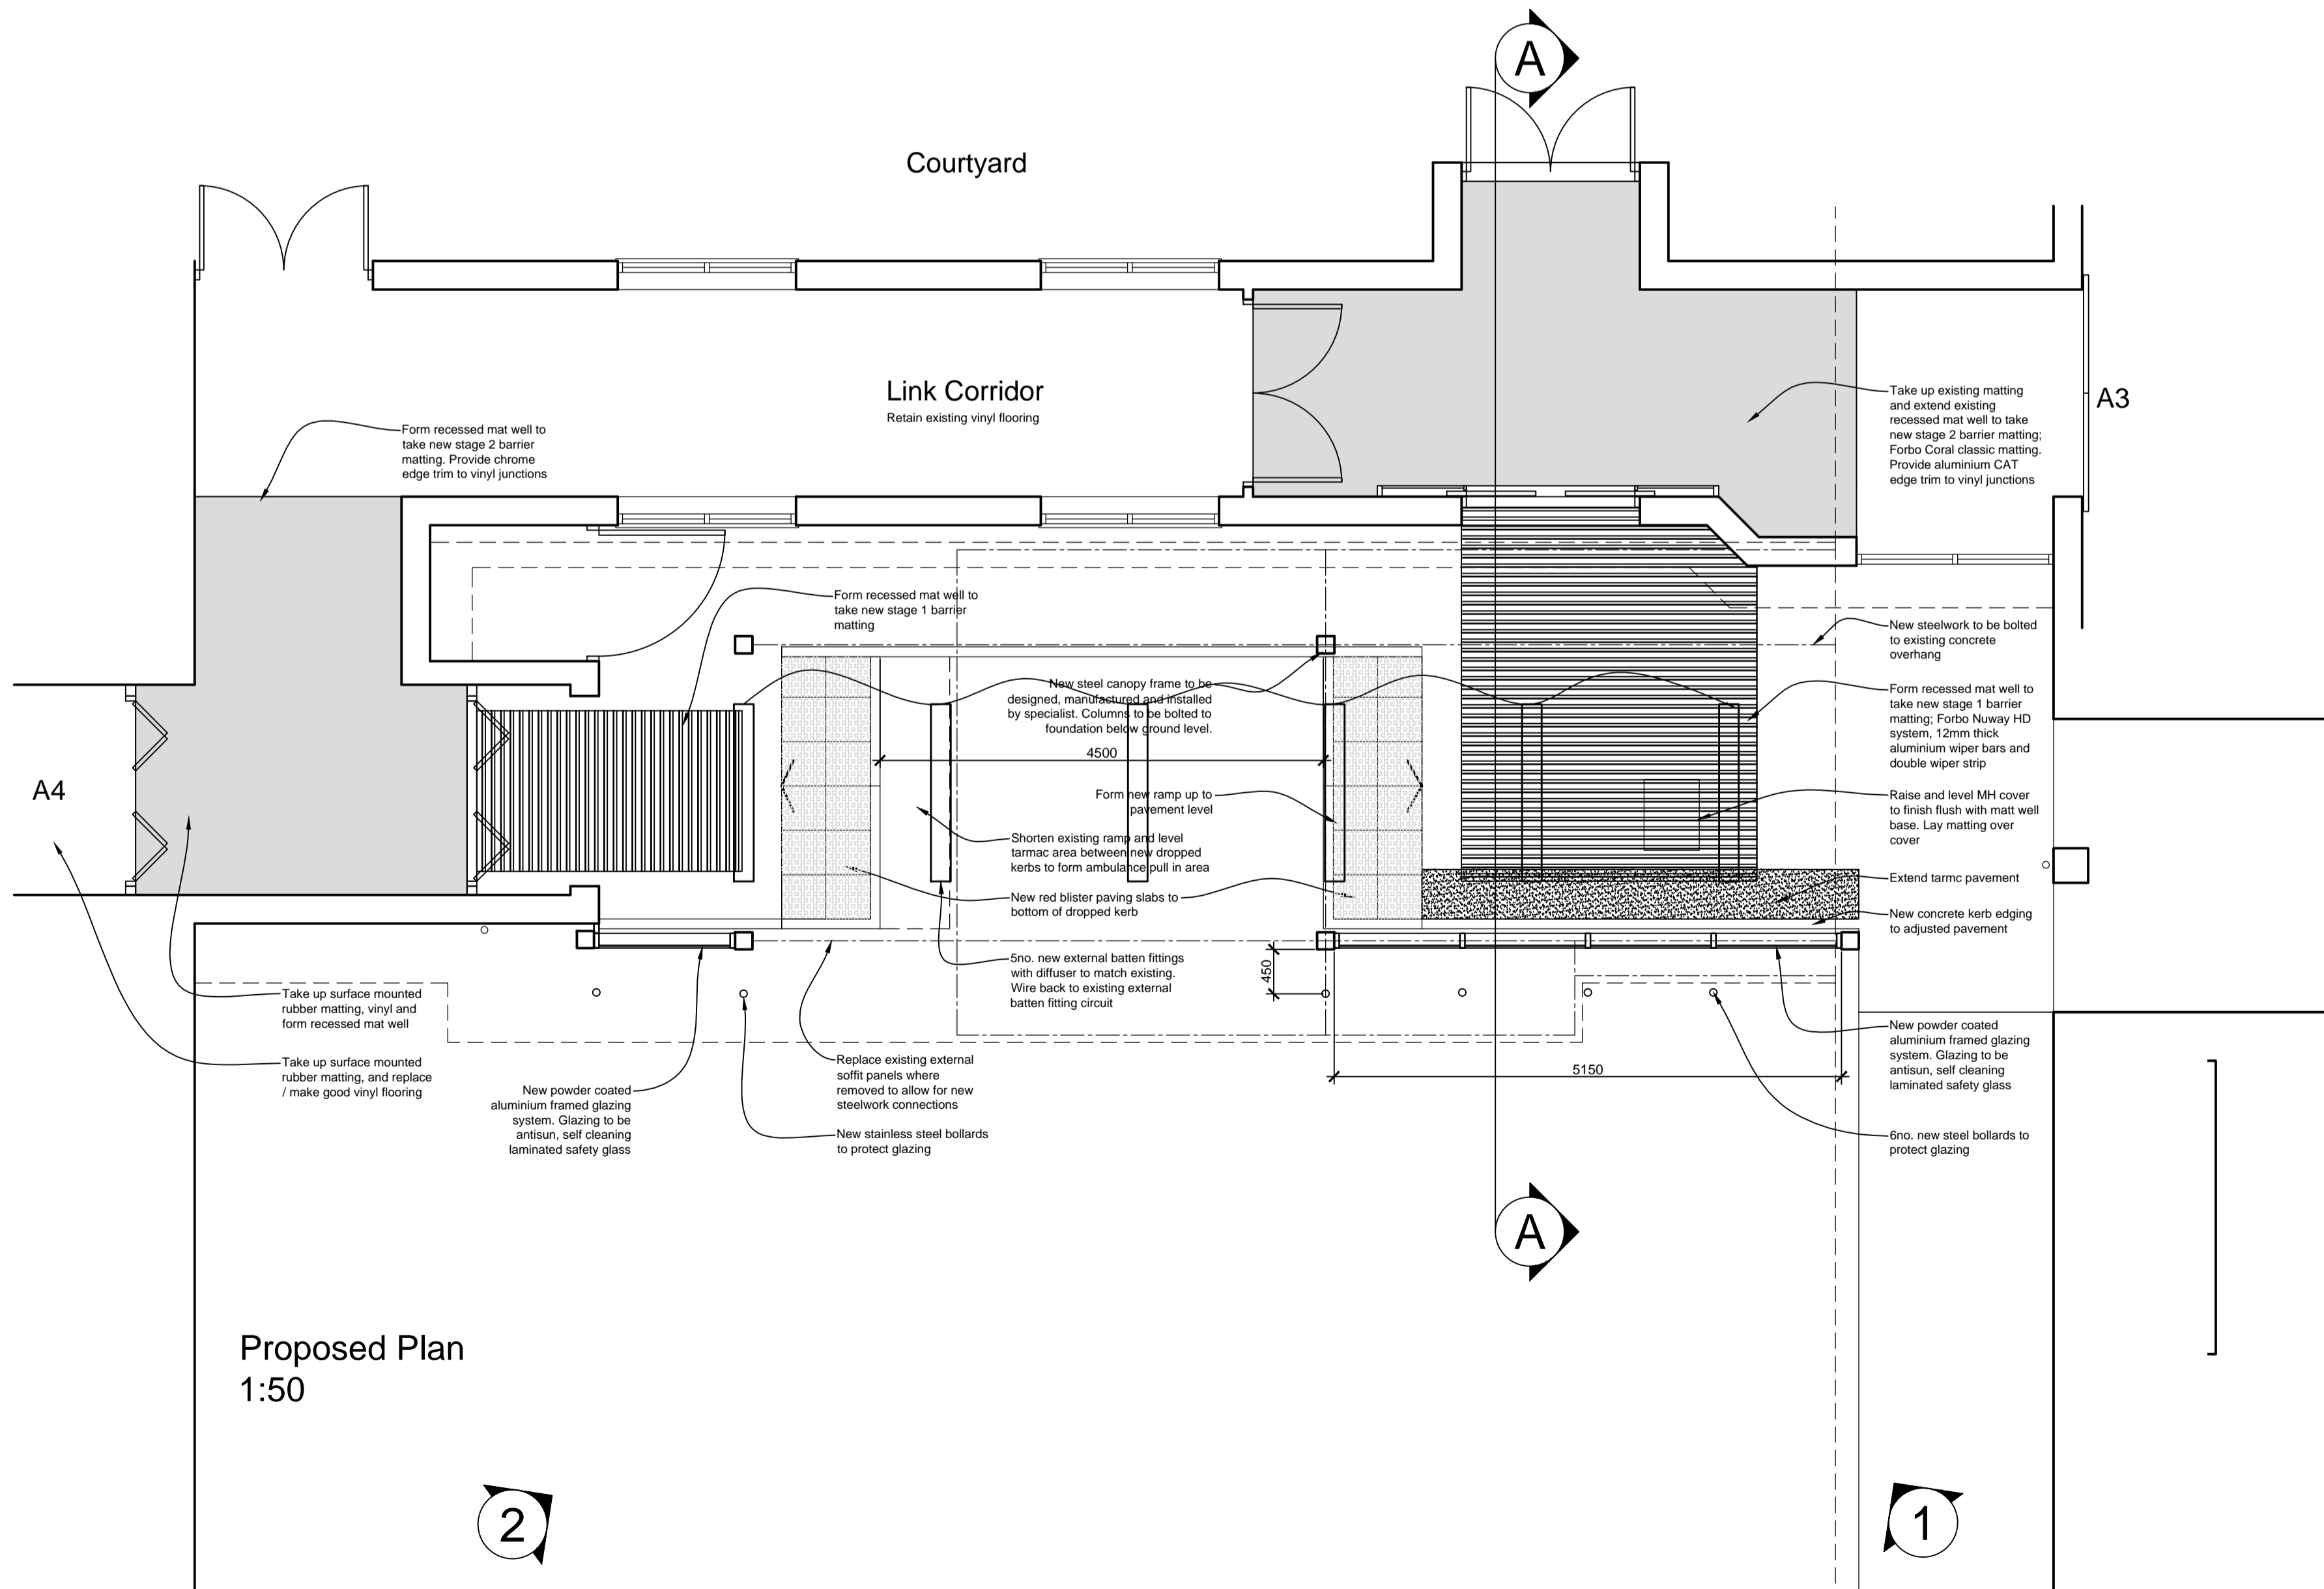 A
Courtyard
Link Corridor
Retain existing vinyl flooring
Form recessed mat well to
take new stage 2 barrier
matting. Provide chrome
edge trim to vinyl junctions
Take up existing matting
and extend existing
recessed mat well to take
new stage 2 barrier matting;
Forbo Coral classic matting.
Provide aluminium CAT
edge trim to vinyl junctions
A3
Form recessed mat well to
take new stage 1 barrier
matting
New steelwork to be bolted
to existing concrete
overhang
New steel canopy frame to be
designed, manufactured and installed
by specialist. Columns to be bolted to
foundation below ground level.
4500
Form recessed mat well to
take new stage 1 barrier
matting; Forbo Nuway HD
system, 12mm thick
aluminium wiper bars and
double wiper strip
A4
Form new ramp up to
pavement level
Raise and level MH cover
to finish flush with matt well
base. Lay matting over
cover
Shorten existing ramp and level
tarmac area between new dropped
kerbs to form ambulance pull in area
New red blister paving slabs to
bottom of dropped kerb
Extend tarmc pavement
New concrete kerb edging
to adjusted pavement
5no. new external batten fittings
with diffuser to match existing.
Wire back to existing external
batten fitting circuit
450
Take up surface mounted
rubber matting, vinyl and
form recessed mat well
Take up surface mounted
rubber matting, and replace
/ make good vinyl flooring
New powder coated
aluminium framed glazing
system. Glazing to be
antisun, self cleaning
laminated safety glass
Replace existing external
soffit panels where
removed to allow for new
steelwork connections
New stainless steel bollards
to protect glazing
5150
New powder coated
aluminium framed glazing
system. Glazing to be
antisun, self cleaning
laminated safety glass
6no. new steel bollards to
protect glazing
A
Proposed Plan
1:50
2
1